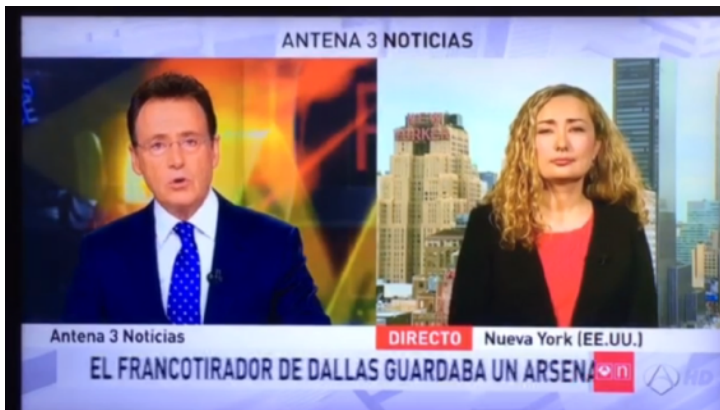 ANTENA 3 NOTICIAS
NEW
YORKER
Antena 3 Noticias
DIRECTO Nueva York (EE.UU.)
EL FRANCOTIRADOR DE DALLAS GUARDABA UN ARSENA
n
HD